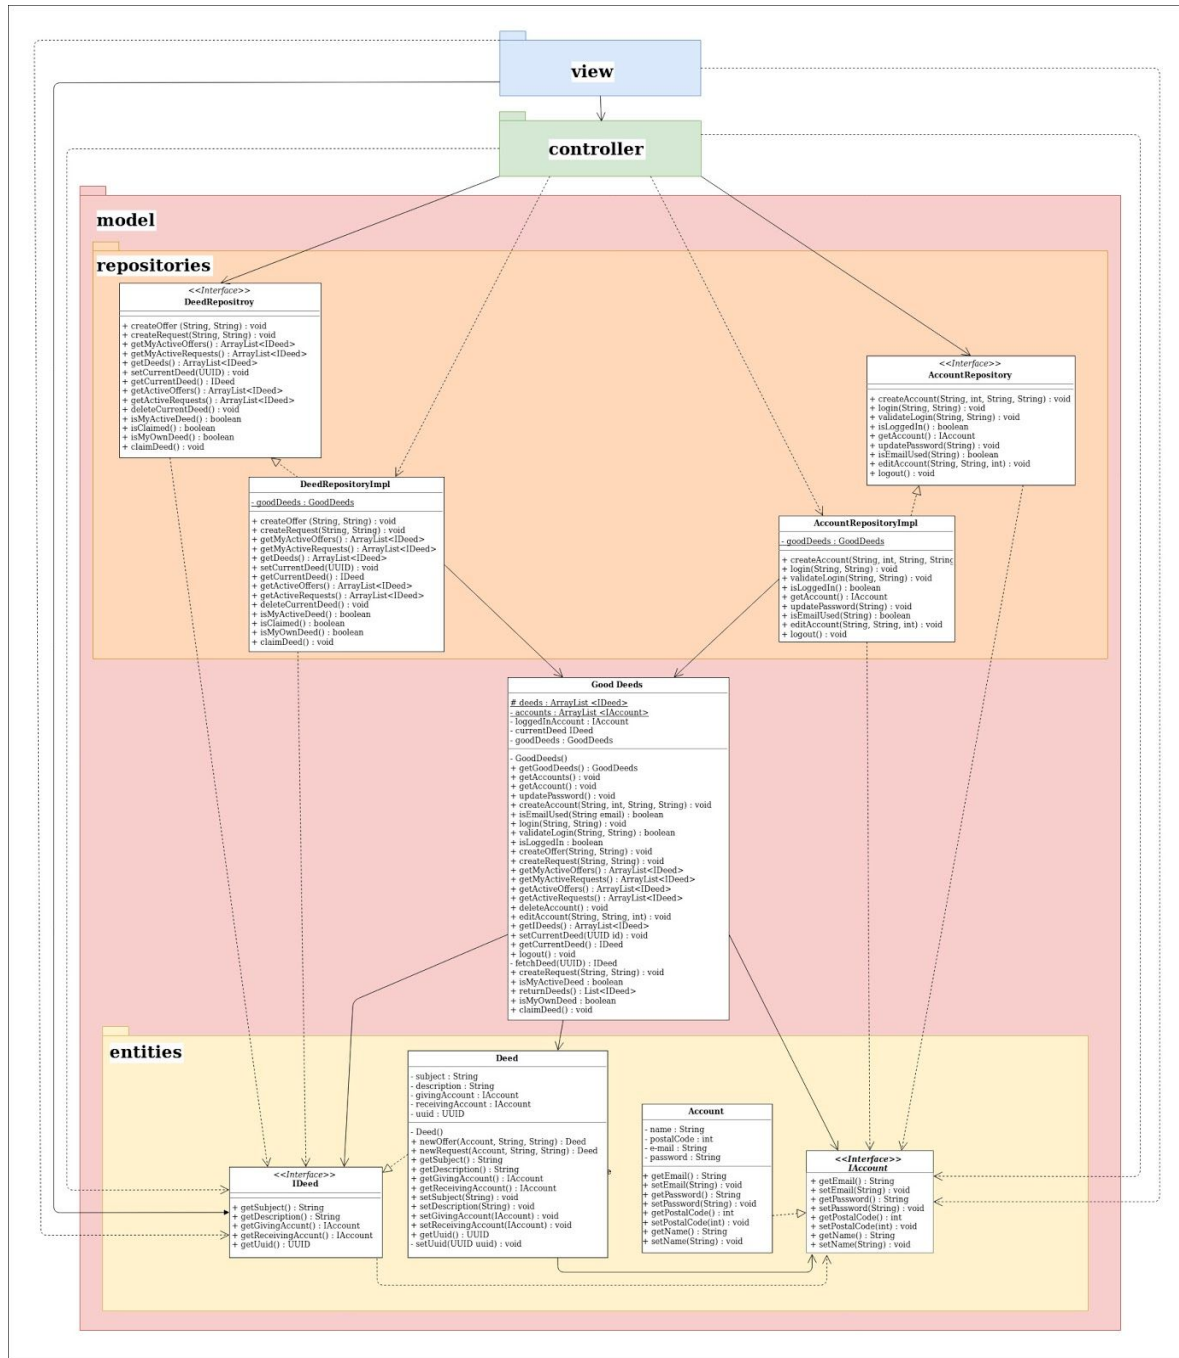 view
controller
model
repositories
<<Interface>>
DeedRepositroy
+ createOffer (String, String) : void
+ createRequest(String, String) : void
+ getMyActiveOffers() : ArrayList<IDeed>
+ getMyActiveRequests() : ArrayList<IDeed>
+ getDeeds() : ArrayList<IDeed>
+ setCurrentDeed(UUID) : void
+ getCurrentDeed() : IDeed
+ getActiveOffers() : ArrayList<IDeed>
+ getActiveRequests() : ArrayList<IDeed>
+ deleteCurrentDeed() : void
+ isMyActiveDeed() : boolean
+ isClaimed() : boolean
+ isMyOwnDeed() : boolean
+ claimDeed() : void
<<Interface>>
AccountRepository
+ createAccount(String, int, String, String) : void
+ login(String, String) : void
+ validateLogin(String, String) : void
+ isLoggedIn() : boolean
+ getAccount() : IAccount
+ updatePassword(String) : void
+ isEmailUsed(String) : boolean
+ editAccount(String, String, int) : void
+ logout() : void
DeedRepositoryImpl
- goodDeeds : GoodDeeds
+ createOffer (String, String) : void
+ createRequest(String, String) : void
+ getMyActiveOffers() : ArrayList<IDeed>
+ getMyActiveRequests() : ArrayList<IDeed>
+ getDeeds() : ArrayList<IDeed>
+ setCurrentDeed(UUID) : void
+ getCurrentDeed() : IDeed
+ getActiveOffers() : ArrayList<IDeed>
+ getActiveRequests() : ArrayList<IDeed>
+ deleteCurrentDeed() : void
+ isMyActiveDeed() : boolean
+ isClaimed() : boolean
+ isMyOwnDeed() : boolean
+ claimDeed() : void
AccountRepositoryImpl
- goodDeeds : GoodDeeds
+ createAccount(String, int, String, String
+ login(String, String) : void
+ validateLogin(String, String) : void
+ isLoggedIn() : boolean
+ getAccount() : IAccount
+ updatePassword(String) : void
+ isEmailUsed(String) : boolean
+ editAccount(String, String, int) : void
+ logout() : void
Good Deeds
# deeds : ArrayList <IDeed>
- accounts : ArrayList <IAccount>
- loggedInAccount : IAccount
- currentDeed IDeed
- goodDeeds : GoodDeeds
- GoodDeeds()
+ getGoodDeeds() : GoodDeeds
+ getAccounts() : void
+ getAccount() : void
+ updatePassword() : void
+ createAccount(String, int, String, String) : void
+ isEmailUsed(String email) : boolean
+ login(String, String) : void
+ validateLogin(String, String) : boolean
+ isLoggedIn : boolean
+ createOffer(String, String) : void
+ createRequest(String, String) : void
+ getMyActiveOffers() : ArrayList<IDeed>
+ getMyActiveRequests() : ArrayList<IDeed>
+ getActiveOffers() : ArrayList<IDeed>
+ getActiveRequests() : ArrayList<IDeed>
+ deleteAccount() : void
+ editAccount(String, String, int) : void
+ getIDeeds() : ArrayList<IDeed>
+ setCurrentDeed(UUID id) : void
+ getCurrentDeed() : IDeed
+ logout() : void
- fetchDeed(UUID) : IDeed
+ createRequest(String, String) : void
+ isMyActiveDeed : boolean
+ returnDeeds() : List<IDeed>
+ isMyOwnDeed : boolean
+ claimDeed() : void
entities
Deed
- subject : String
- description : String
- givingAccount : IAccount
- receivingAccount : IAccount
- uuid : UUID
- Deed()
+ newOffer(Account, String, String) : Deed
+ newRequest(Account, String, String) : Deed
+ getSubject() : String
+ getDescription() : String
+ getGivingAccount() : IAccount
+ getReceivingAccount() : IAccount
+ setSubject(String) : void
+ setDescription(String) : void
+ setGivingAccount(IAccount) : void
+ setReceivingAccount(IAccount) : void
+ getUuid() : UUID
- setUuid(UUID uuid) : void
Account
- name : String
- postalCode : int
- e-mail : String
- password : String
+ getEmail() : String
+ setEmail(String) : void
+ getPassword() : String
+ setPassword(String) : void
+ getPostalCode() : int
+ setPostalCode(int) : void
+ getName() : String
+ setName(String) : void
<<Interface>>
IAccount
+ getEmail() : String
+ setEmail(String) : void
+ getPassword() : String
+ setPassword(String) : void
+ getPostalCode() : int
+ setPostalCode(int) : void
+ getName() : String
+ setName(String) : void
<<Interface>>
IDeed
+ getSubject() : String
+ getDescription() : String
+ getGivingAccunt() : IAccount
+ getReceivingAccunt() : IAccount
+ getUuid() : UUID